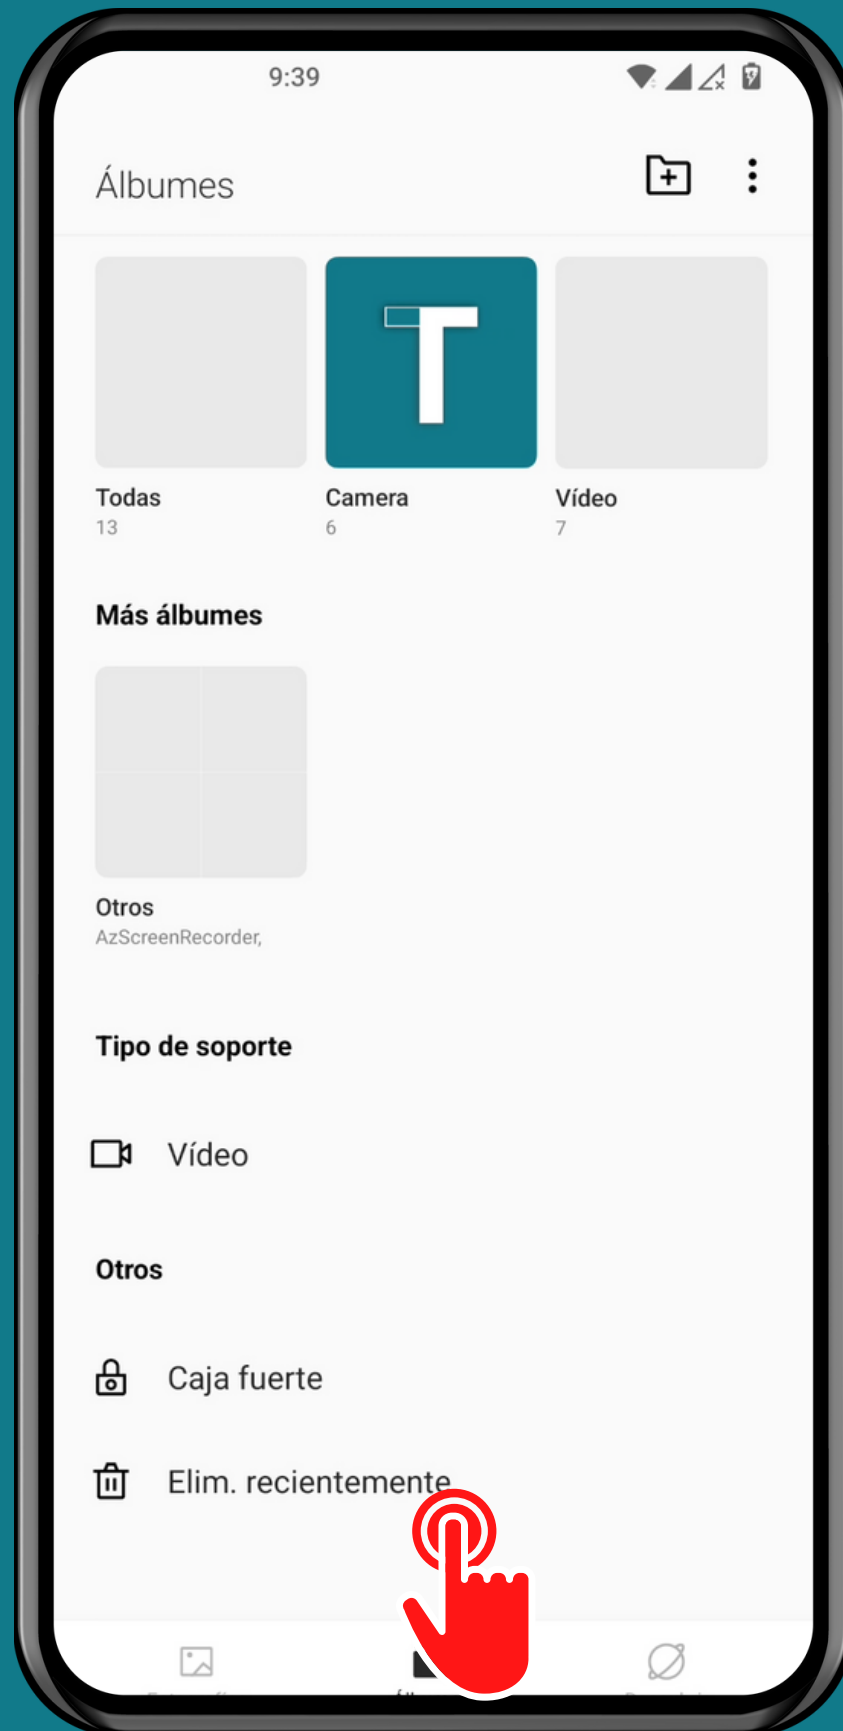 9:39
Álbumes
T
Todas
13
Camera
6
Vídeo
7
Más álbumes
Otros
AzScreenRecorder,
Tipo de soporte
Vídeo
Otros
Caja fuerte
Elim. recientemente